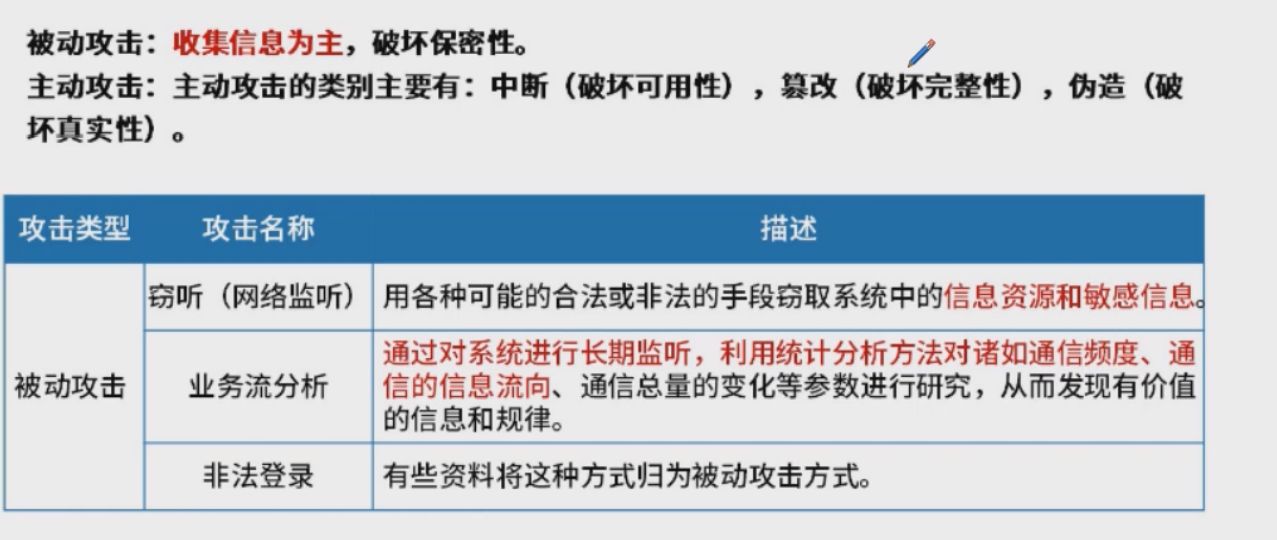 被动攻击：收集信息为主，破坏保密性。
主动攻击：主动攻击的类别主要有：中断（破坏可用性），篡改（破坏完整性），伪造（破
坏真实性）。
攻击类型 攻击名称 描述
窃听（网络监听） 用各种可能的合法或非法的手段窃取系统中的信息资源和敏感信息。
通过对系统进行长期监听，利用统计分析方法对诸如通信频度、通
被动攻击 业务流分析 信的信息流向、通信总量的变化等参数进行研究，从而发现有价值
的信息和规律。
非法登录 有些资料将这种方式归为被动攻击方式。